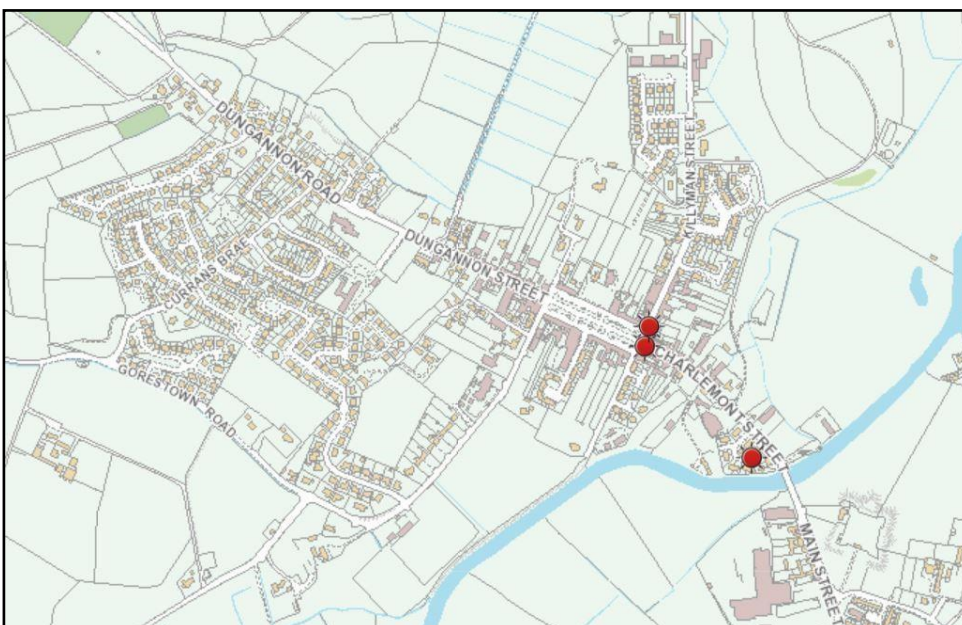 DUNGANNON ROAD
KILLYMAN STREET
DUNGANNON STREET
CURRANS BRAE
CHARLEMONT STREET
GORESTOWN ROAD
MAIN STREET